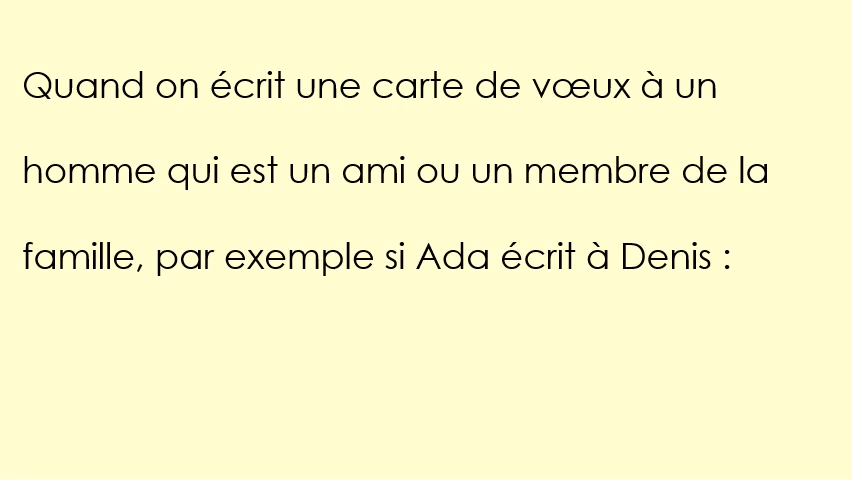 Quand on écrit une carte de vœux à un
homme qui est un ami ou un membre de la
famille, par exemple si Ada écrit à Denis :